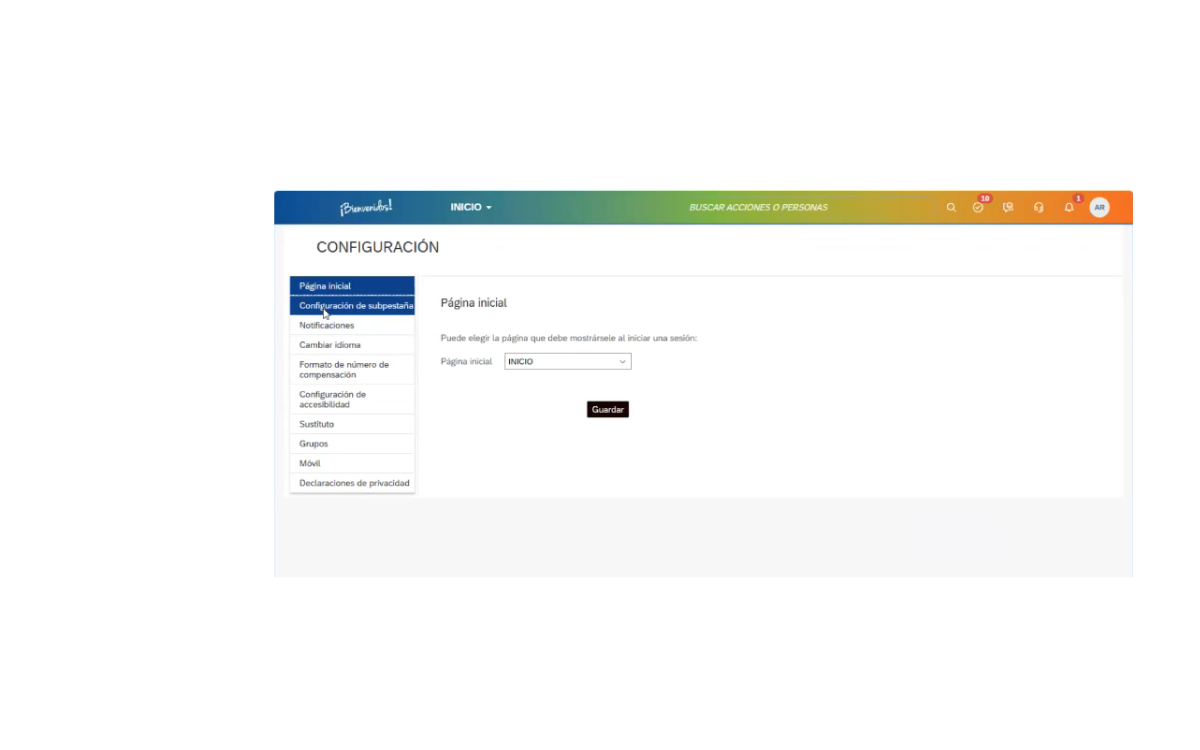 ¡Bienvenidos!
INICIO
BUSCAR ACCIONES O PERSONAS
10
1
AR
CONFIGURACIÓN
Página inicial
Configuración de subpestaña
Notificaciones
Cambiar idioma
Formato de número de
compensación
Configuración de
accesibilidad
Sustituto
Grupos
Móvil
Declaraciones de privacidad
Página inicial
Puede elegir la página que debe mostrársele al iniciar una sesión:
Página inicial INICIO
Guardar